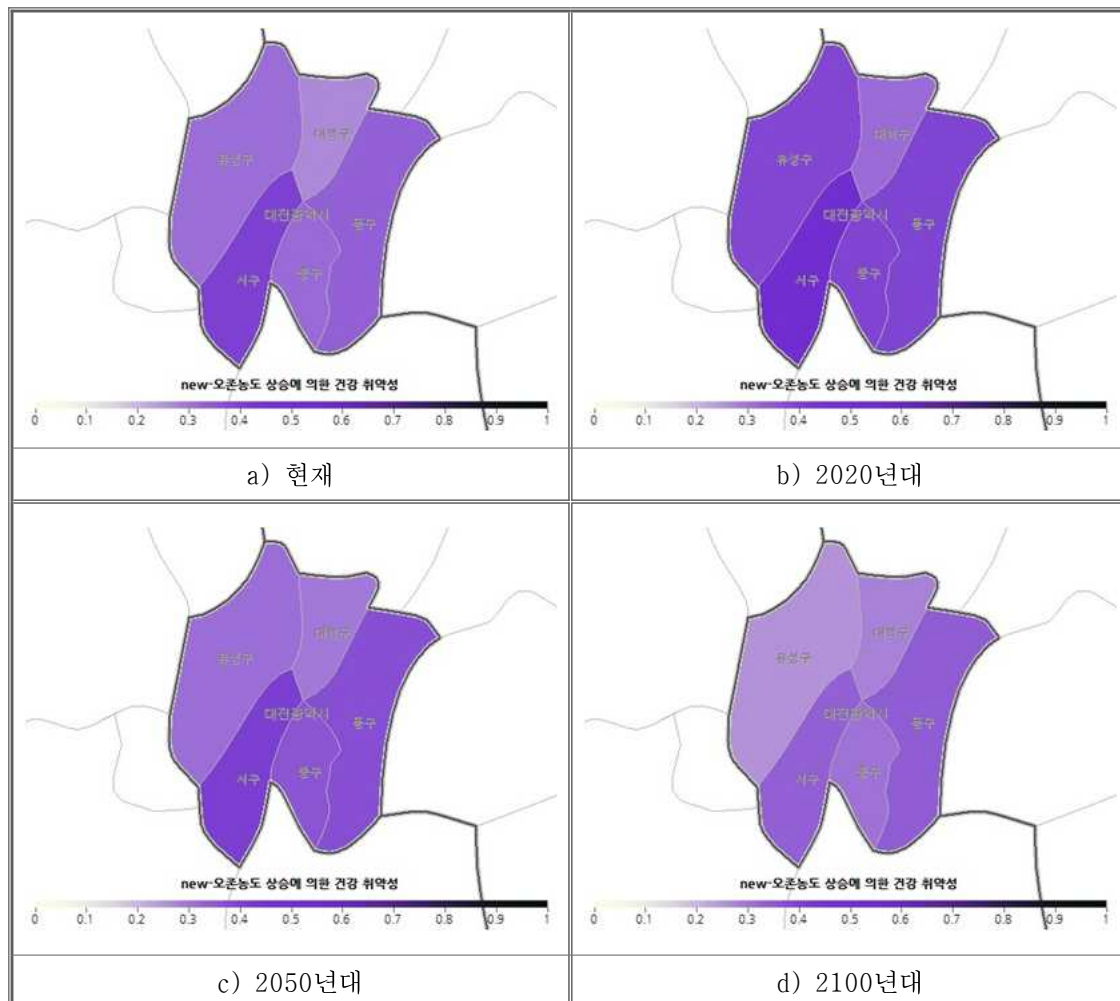 대덕구
유성구
대전광역시
동구
중구
서구
new-오존농도 상승에 의한 건강 취약성
0 0.1 0.2 0.3 0.4 0.5 0.6 0.7 0.8 0.9 1
a) 현재
대덕구
유성구
대전광역시
동구
중구
서구
new-오존농도 상승에 의한 건강 취약성
0 0.1 0.2 0.3 0.4 0.5 0.6 0.7 0.8 0.9 1
b) 2020년대
대덕구
유성구
대전광역시
동구
중구
서구
new-오존농도 상승에 의한 건강 취약성
0 0.1 0.2 0.3 0.4 0.5 0.6 0.7 0.8 0.9 1
c) 2050년대
대덕구
유성구
대전광역시
동구
중구
서구
new-오존농도 상승에 의한 건강 취약성
0 0.1 0.2 0.3 0.4 0.5 0.6 0.7 0.8 0.9 1
d) 2100년대